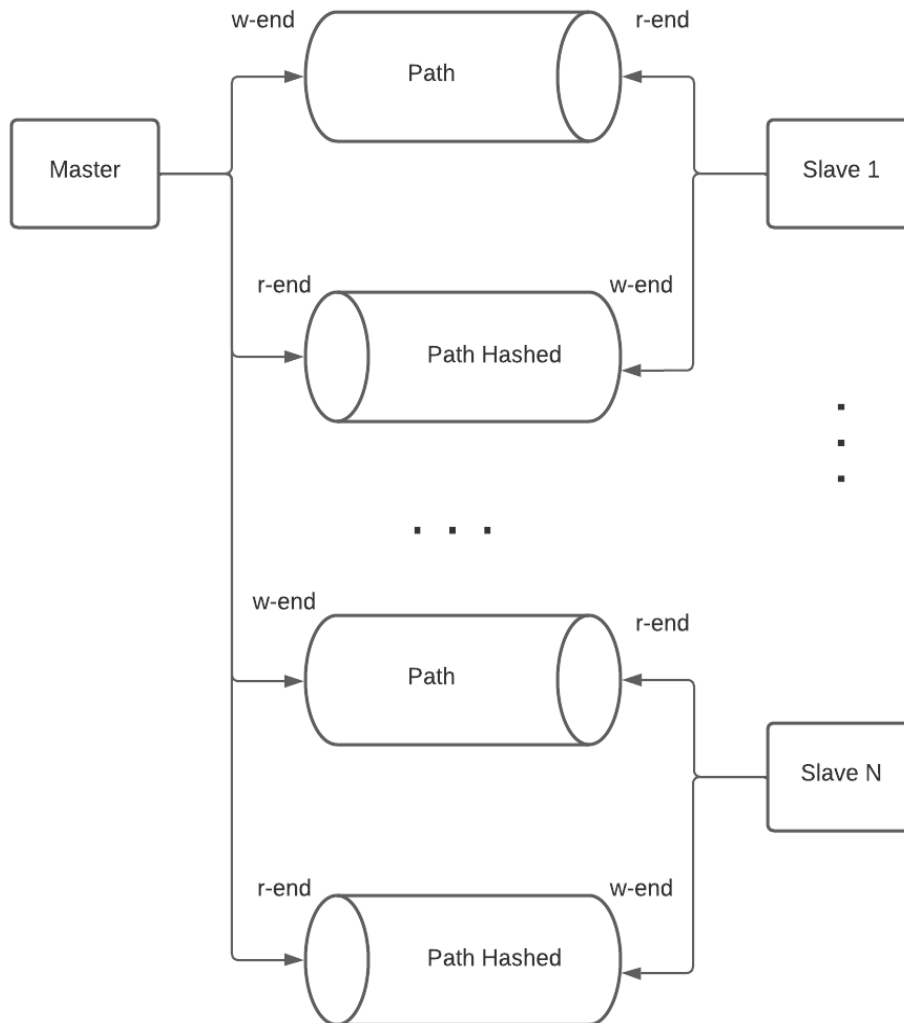 w-end
r-end
Path
Master
Slave 1
r-end
w-end
Path Hashed
. . .
w-end
r-end
Path
Slave N
r-end
w-end
Path Hashed